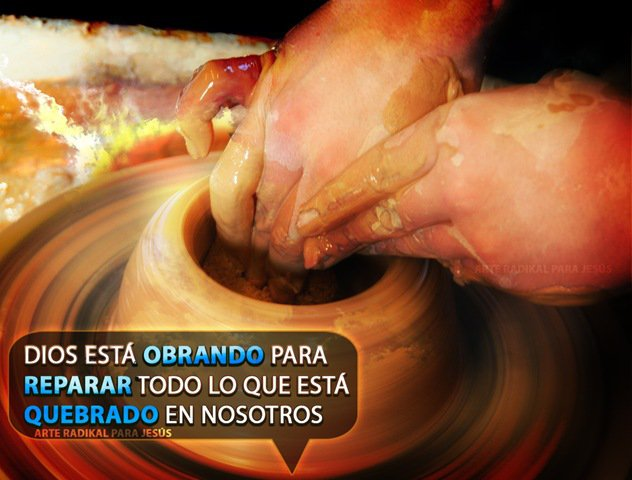 ARTE RADIKAL PARA JESÚS
DIOS ESTÁ OBRANDO PARA
REPARAR TODO LO QUE ESTÁ
QUEBRADO EN NOSOTROS
ARTE RADIKAL PARA JESÚS